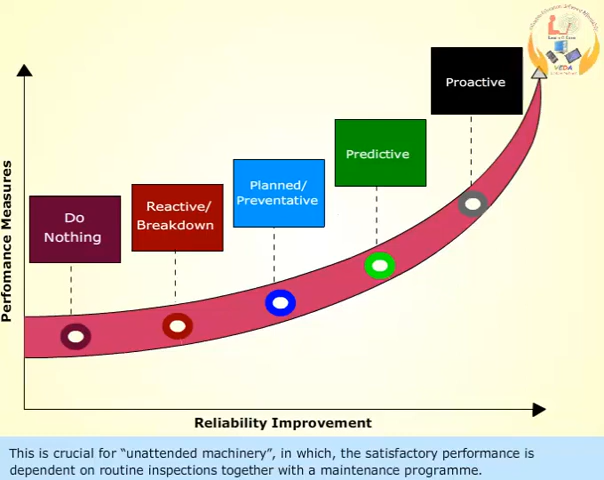 VEDA
Proactive
Predictive
Planned/
Preventative
Reactive/
Breakdown
Do
Nothing
Perfomance Measures
Reliability Improvement
This is crucial for “unattended machinery”, in which, the satisfactory performance is
dependent on routine inspections together with a maintenance programme.